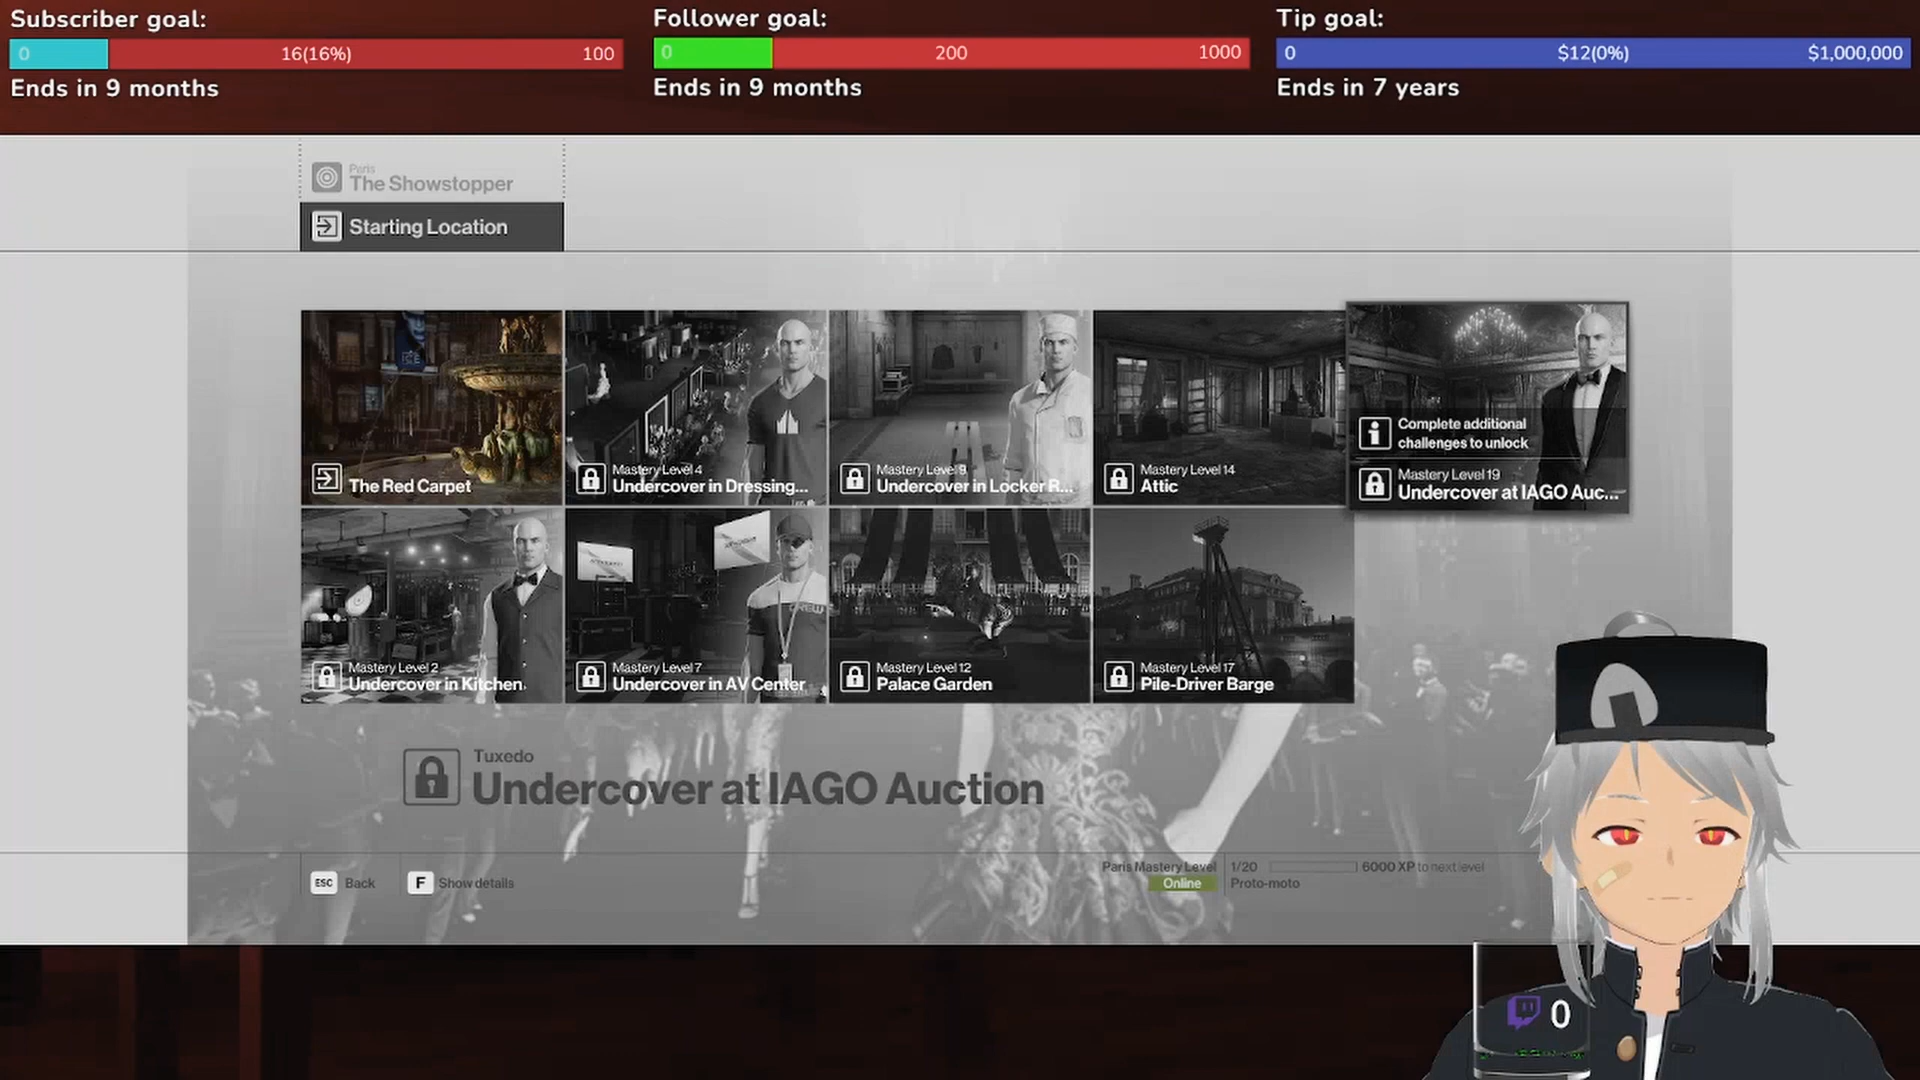 Subscriber goal:
0 16(16%) 100
Ends in 9 months
Follower goal:
0 200 1000
Ends in 9 months
Tip goal:
0 $12(0%) $1,000,000
Ends in 7 years
Paris
The Showstopper
Starting Location
The Red Carpet
Mastery Level 4
Undercover in Dressing...
Mastery Level 9
Undercover in Locker R...
Mastery Level 14
Attic
Complete additional
challenges to unlock
Mastery Level 19
Undercover at IAGO Auc...
Mastery Level 2
Undercover in Kitchen
Mastery Level 7
Undercover in AV Center
CREW
Mastery Level 12
Palace Garden
Mastery Level 17
Pile-Driver Barge
Tuxedo
Undercover at IAGO Auction
ESC Back
F Show details
Paris Mastery Level 1/20 6000 XP to next level
Online Proto-moto
0